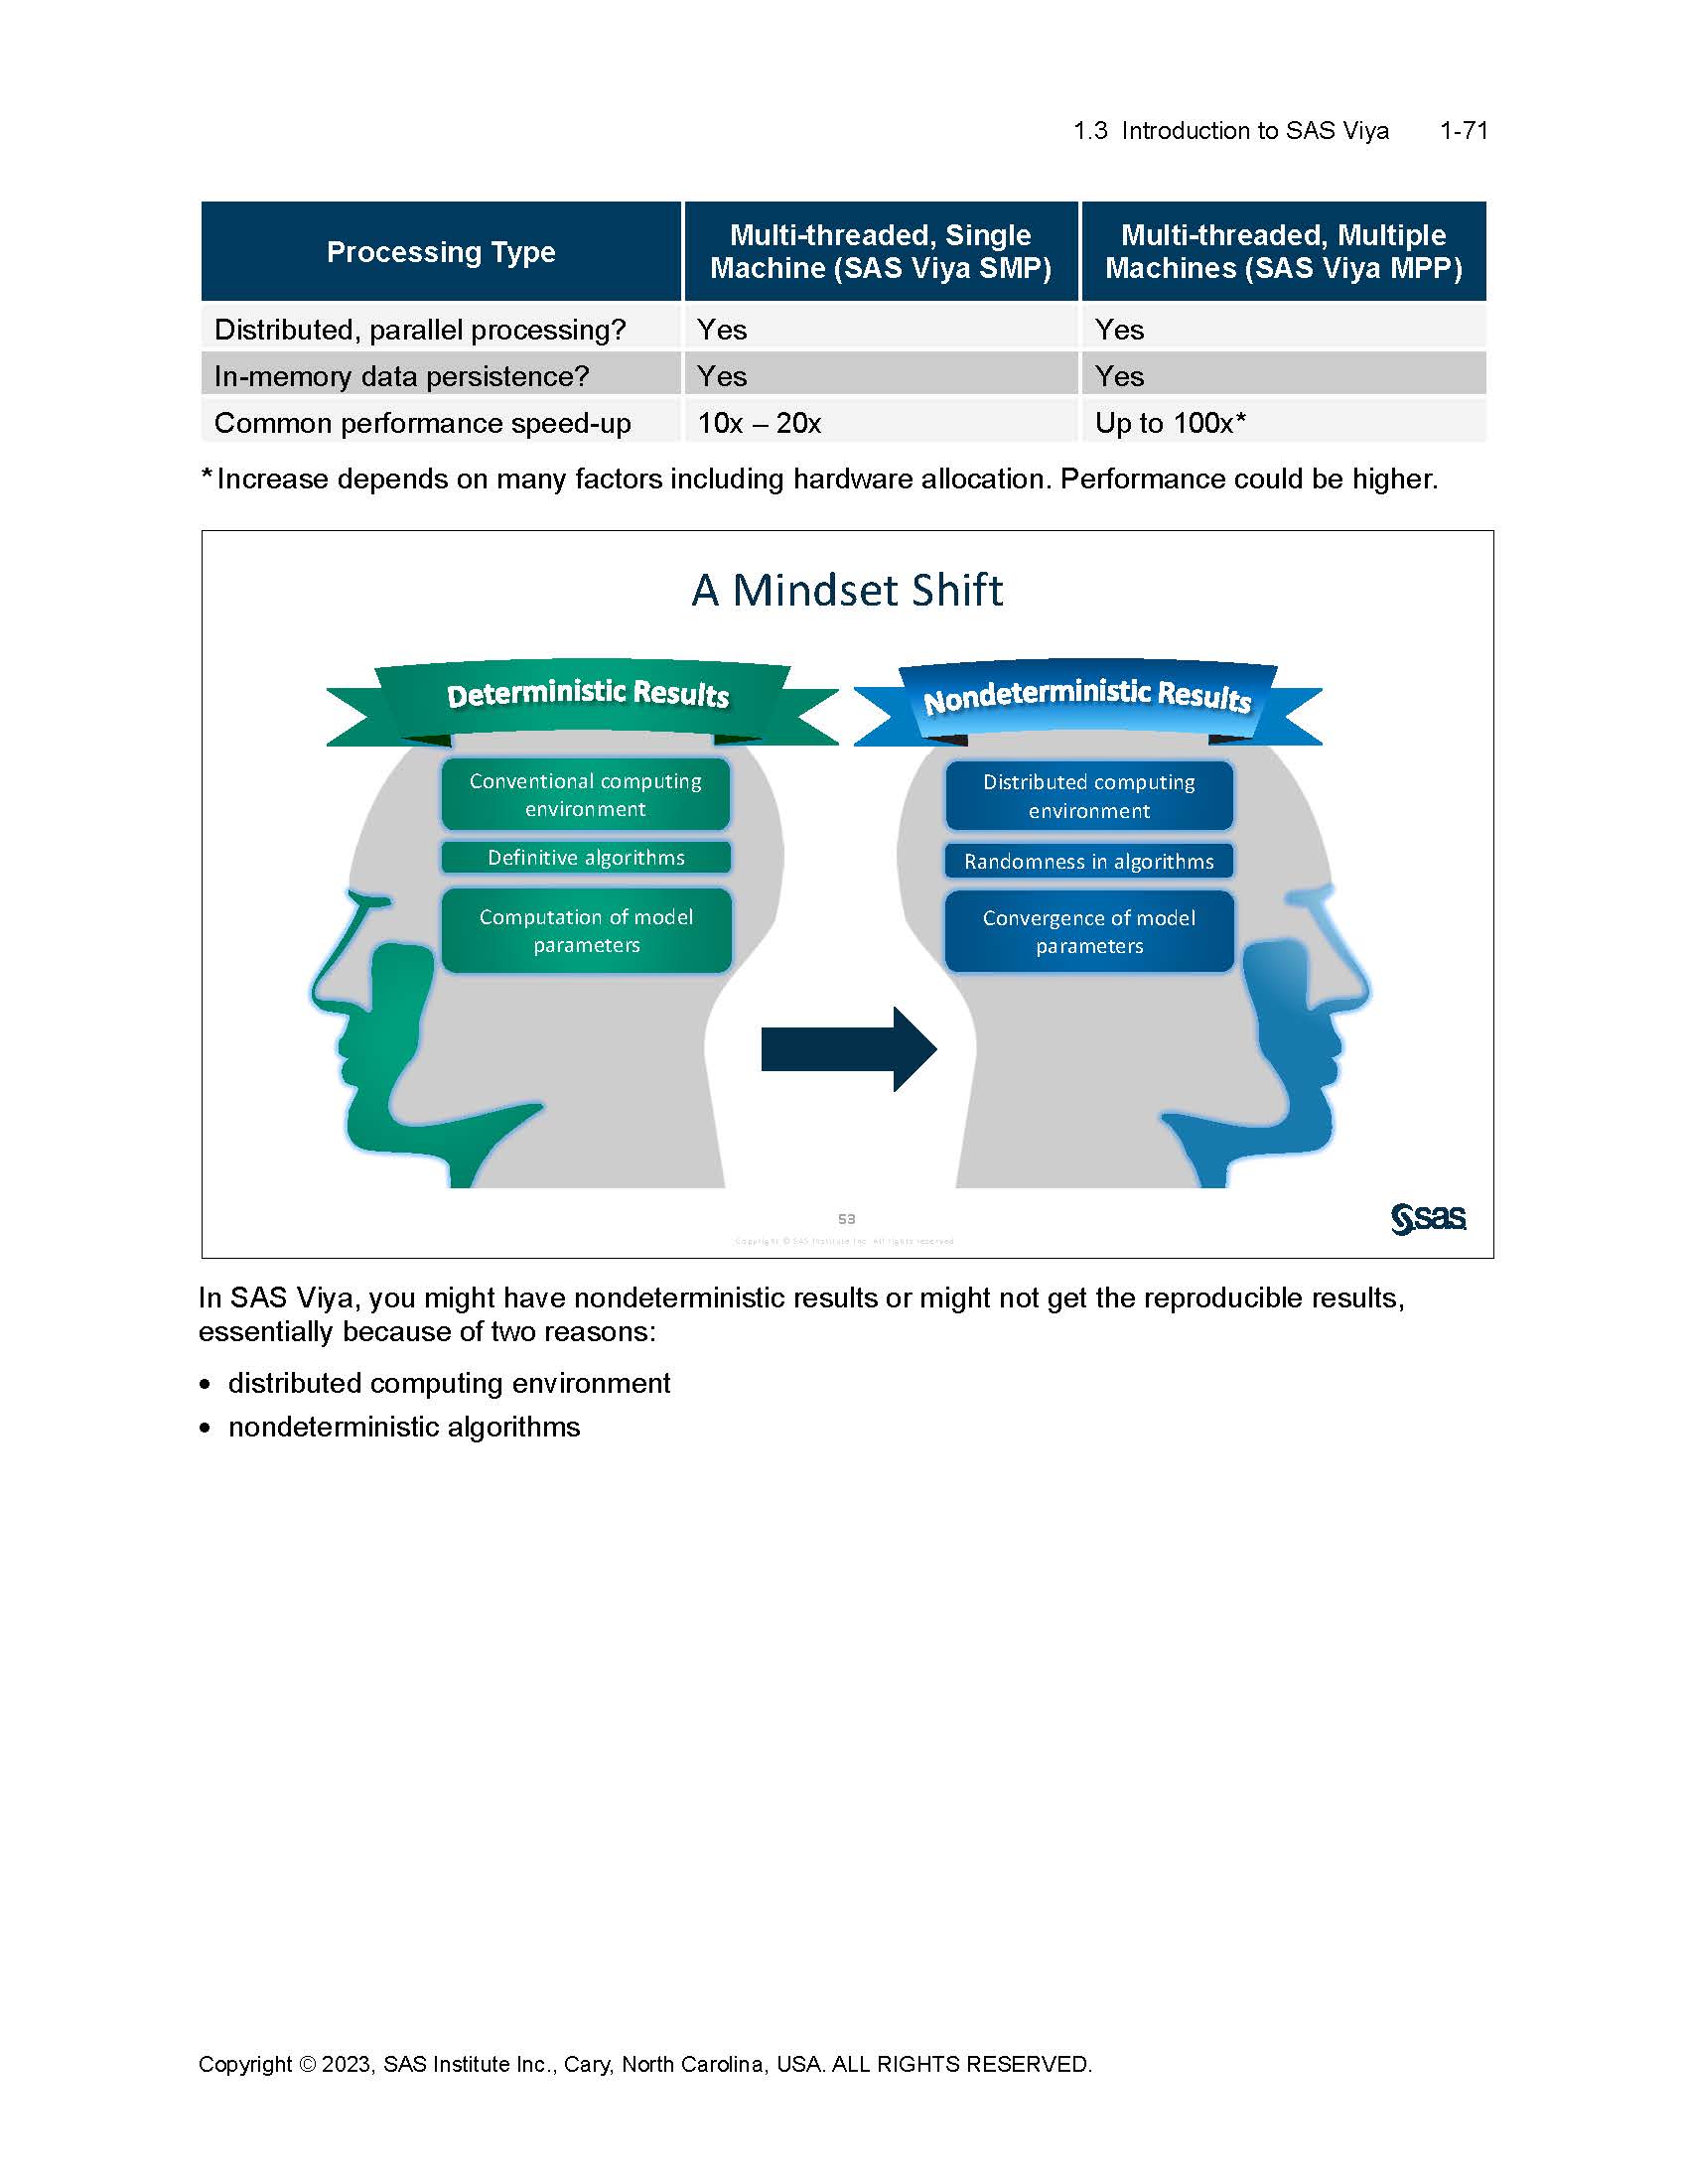 1.3 Introduction to SAS Viya 1-71
Processing Type
Multi-threaded, Single
Machine (SAS Viya SMP)
Multi-threaded, Multiple
Machines (SAS Viya MPP)
Distributed, parallel processing? Yes Yes
In-memory data persistence? Yes Yes
Common performance speed-up 10x – 20x Up to 100x*
* Increase depends on many factors including hardware allocation. Performance could be higher.
A Mindset Shift
Deterministic Results
Conventional computing
environment
Definitive algorithms
Computation of model
parameters
Nondeterministic Results
Distributed computing
environment
Randomness in algorithms
Convergence of model
parameters
53
Copyright © SAS Institute Inc. All rights reserved
sas
In SAS Viya, you might have nondeterministic results or might not get the reproducible results,
essentially because of two reasons:
• distributed computing environment
• nondeterministic algorithms
Copyright © 2023, SAS Institute Inc., Cary, North Carolina, USA. ALL RIGHTS RESERVED.